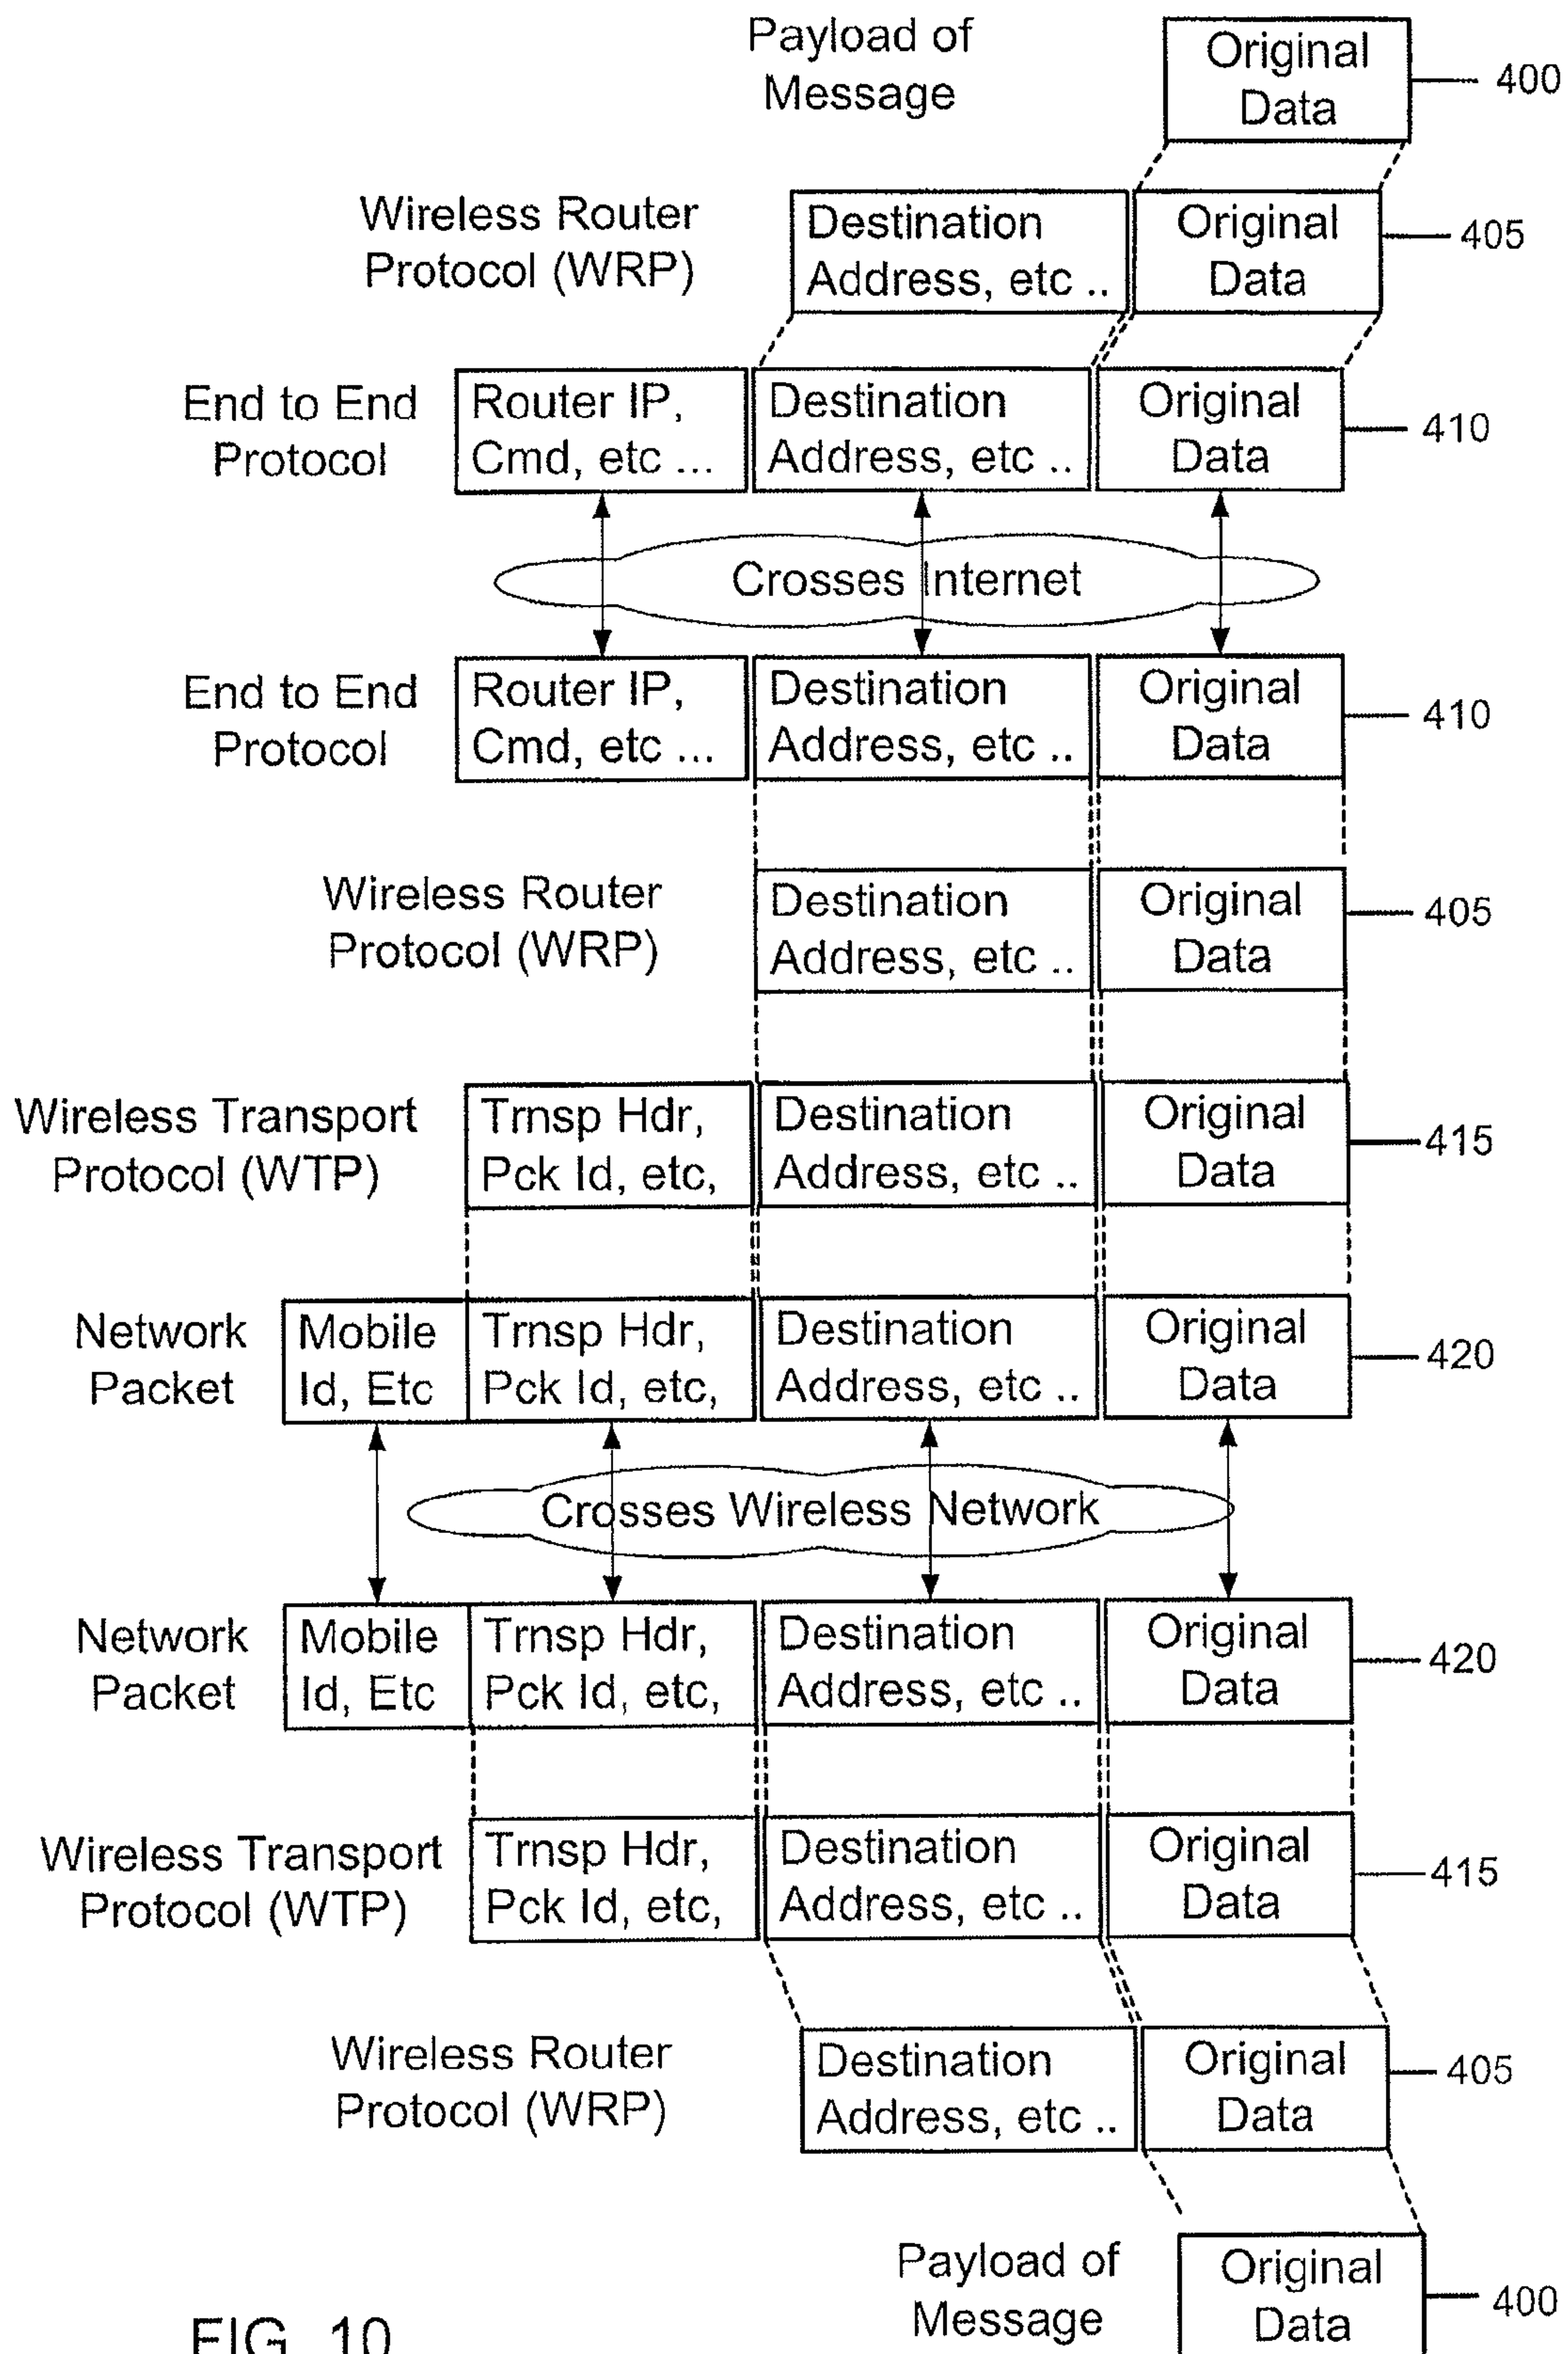 Payload of
Message
Original
Data
400
Wireless Router
Protocol (WRP)
Destination
Address, etc ..
Original
Data
405
End to End
Protocol
Router IP,
Cmd, etc ...
Destination
Address, etc ..
Original
Data
410
Crosses Internet
End to End
Protocol
Router IP,
Cmd, etc ...
Destination
Address, etc ..
Original
Data
410
Wireless Router
Protocol (WRP)
Destination
Address, etc ..
Original
Data
405
Wireless Transport
Protocol (WTP)
Trnsp Hdr,
Pck Id, etc,
Destination
Address, etc ..
Original
Data
415
Network
Packet
Mobile
Id, Etc
Trnsp Hdr,
Pck Id, etc,
Destination
Address, etc ..
Original
Data
420
Crosses Wireless Network
Network
Packet
Mobile
Id, Etc
Trnsp Hdr,
Pck Id, etc,
Destination
Address, etc ..
Original
Data
420
Wireless Transport
Protocol (WTP)
Trnsp Hdr,
Pck Id, etc,
Destination
Address, etc ..
Original
Data
415
Wireless Router
Protocol (WRP)
Destination
Address, etc ..
Original
Data
405
Payload of
Message
Original
Data
400
FIG. 10